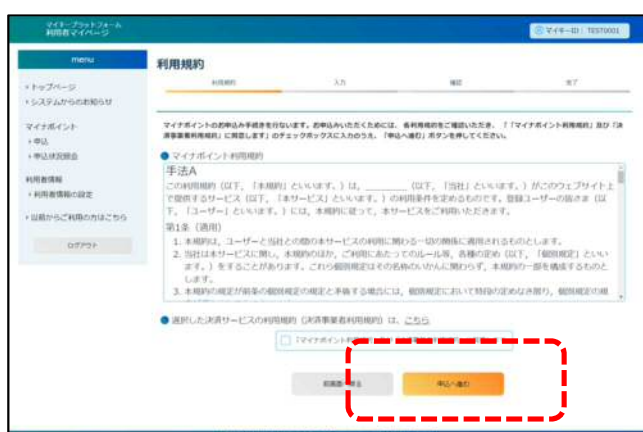 マイキープラットフォーム
利用者マイページ
マイキーID: TEST0001
menu
トップページ
システムからのお知らせ
マイナポイント
申込
申込状況照会
利用者情報
利用者情報の設定
以前からご利用の方はこちら
ログアウト
利用規約
利用規約 入力 確認 完了
マイナポイントのお申込み手続きを行ないます。お申込みいただくためには、各利用規約をご確認いただき、「「マイナポイント利用規約」及び「決
済事業者利用規約」に同意します」のチェックボックスに入力のうえ、「申込へ進む」ボタンを押してください。
マイナポイント利用規約
手法A
この利用規約（以下，「本規約」といいます。）は，________（以下，「当社」といいます。）がこのウェブサイト上
で提供するサービス（以下，「本サービス」といいます。）の利用条件を定めるものです。登録ユーザーの皆さま（以
下，「ユーザー」といいます。）には，本規約に従って，本サービスをご利用いただきます。
第1条（適用）
1. 本規約は，ユーザーと当社との間の本サービスの利用に関わる一切の関係に適用されるものとします。
2. 当社は本サービスに関し，本規約のほか，ご利用にあたってのルール等，各種の定め（以下，「個別規定」といい
ます。）をすることがあります。これら個別規定はその名称のいかんに関わらず，本規約の一部を構成するものと
します。
3. 本規約の規定が前条の個別規定の規定と矛盾する場合には，個別規定において特段の定めなき限り，個別規定の規
選択した決済サービスの利用規約（決済事業者利用規約）は、こちら
「マイナポイント利用規約」
申込へ進む